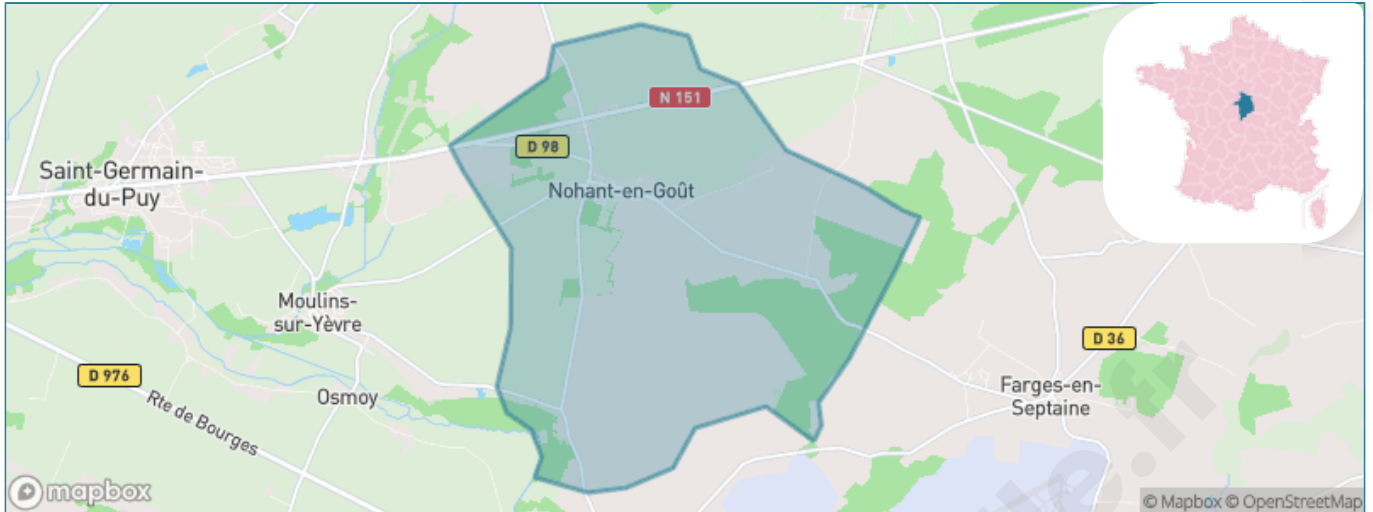 N 151
D 98
Saint-Germain-
du-Puy
Nohant-en-Goût
Moulins-
sur-Yèvre
D 36
D 976
Rte de Bourges
Osmoy
Farges-en-
Septaine
mapbox
© Mapbox © OpenStreetMap